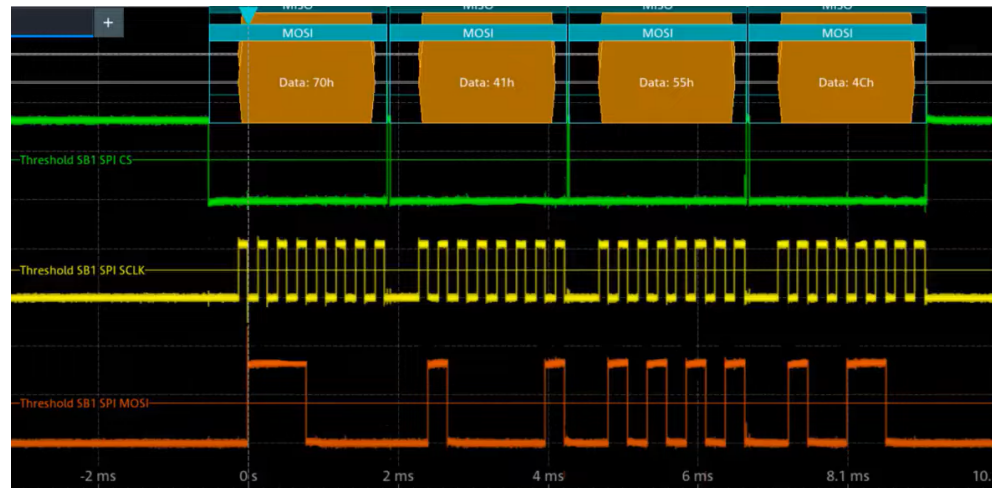 +
MISO MISO MISO MISO
MOSI MOSI MOSI MOSI
Data: 70h Data: 41h Data: 55h Data: 4Ch
Threshold SB1 SPI CS
Threshold SB1 SPI SCLK
Threshold SB1 SPI MOSI
-2 ms 0 s 2 ms 4 ms 6 ms 8.1 ms 10.